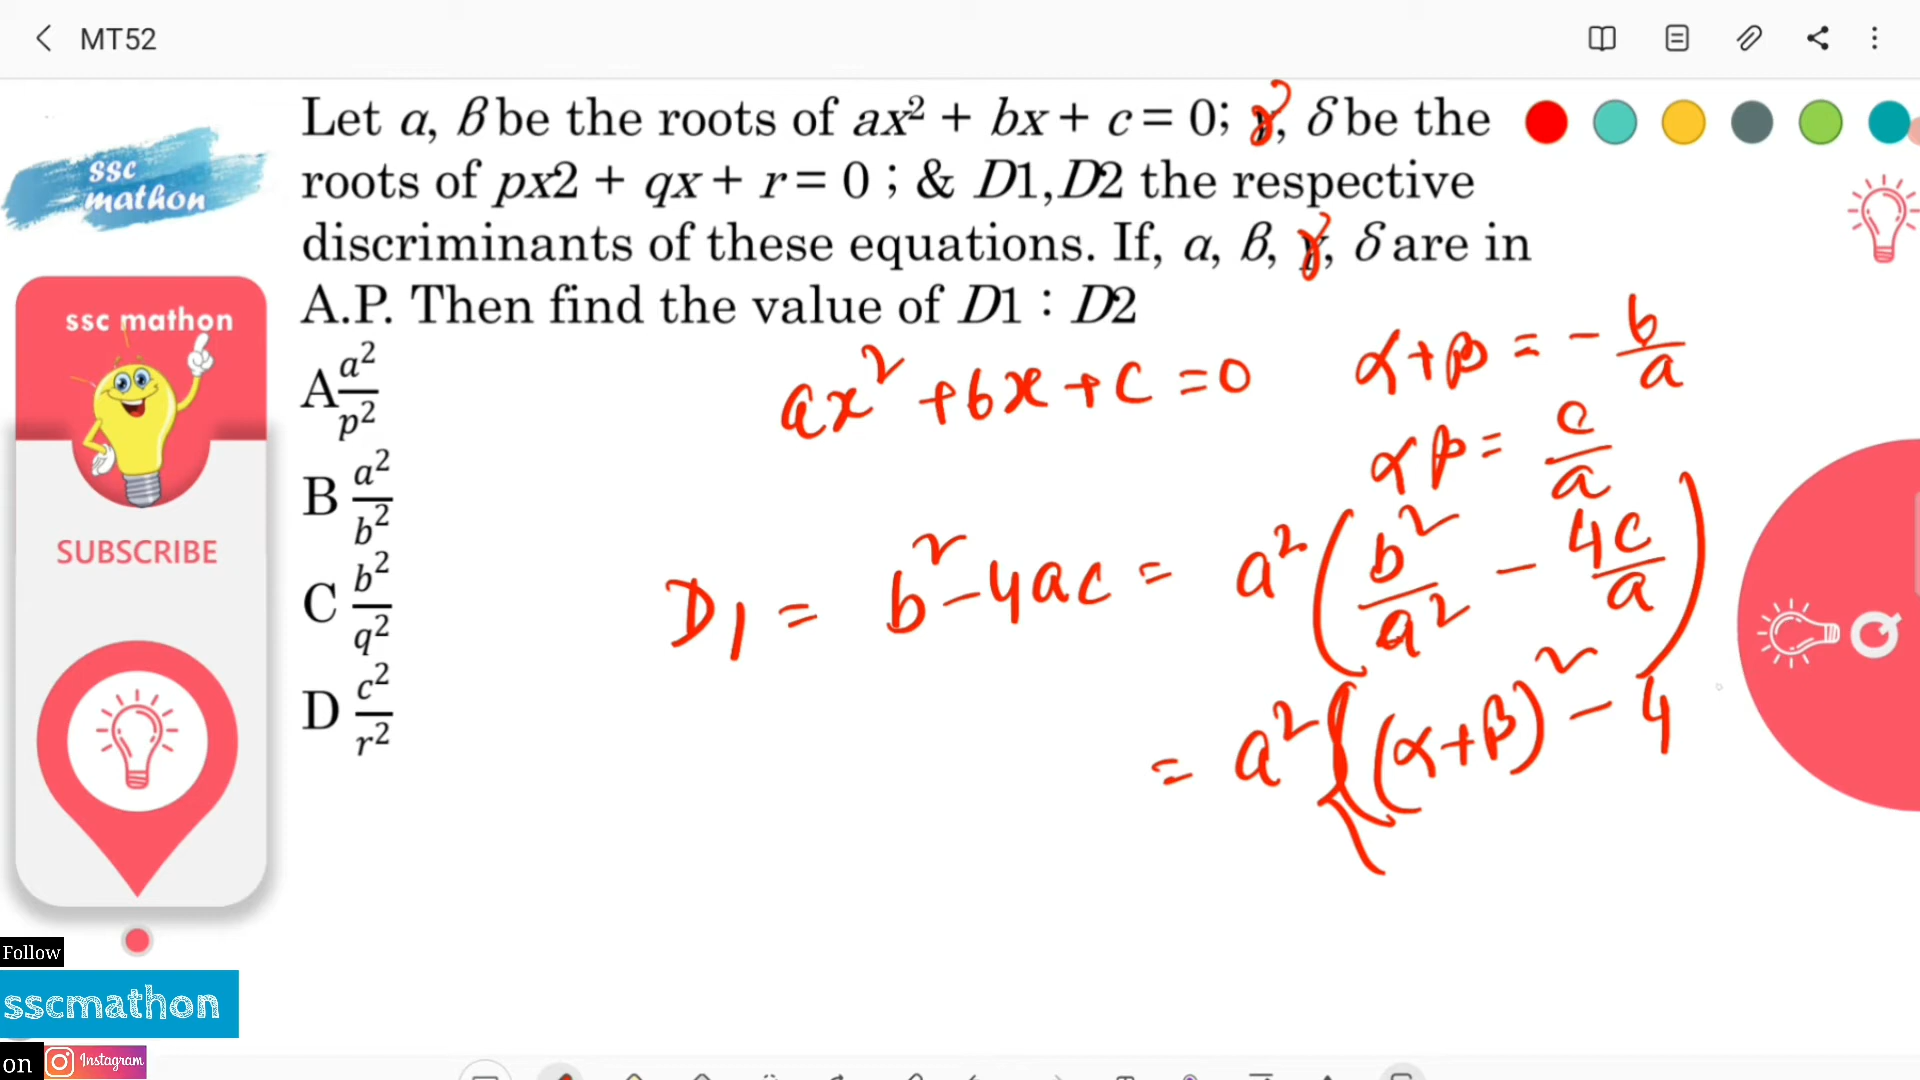 MT52
Let α, β be the roots of ax² + bx + c = 0; γ, δ be the
roots of px2 + qx + r = 0 ; & D1,D2 the respective
discriminants of these equations. If, α, β, γ, δ are in
A.P. Then find the value of D1 : D2
A a²/p²
B a²/b²
C b²/q²
D c²/r²
ax² + bx + c = 0
α+β = - b/a
αβ = c/a
D1 = b² - 4ac = a² ( b²/a² - 4c/a )
= a² { (α+β)² - 4
ssc
mathon
ssc mathon
SUBSCRIBE
Q
Follow
sscmathon
on Instagram